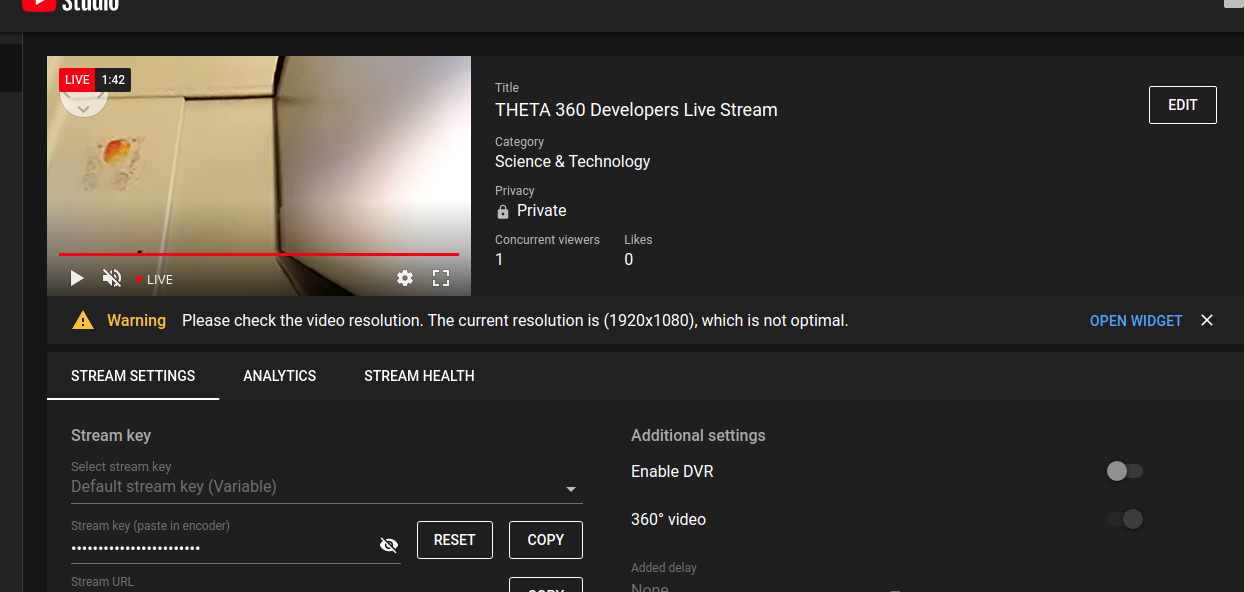 Studio
LIVE 1:42
LIVE
Title
THETA 360 Developers Live Stream
EDIT
Category
Science & Technology
Privacy
Private
Concurrent viewers Likes
1 0
Warning Please check the video resolution. The current resolution is (1920x1080), which is not optimal. OPEN WIDGET
STREAM SETTINGS ANALYTICS STREAM HEALTH
Stream key
Select stream key
Default stream key (Variable)
Stream key (paste in encoder)
•••••••••••••••••••••••• RESET COPY
Stream URL
COPY
Additional settings
Enable DVR
360° video
Added delay
None